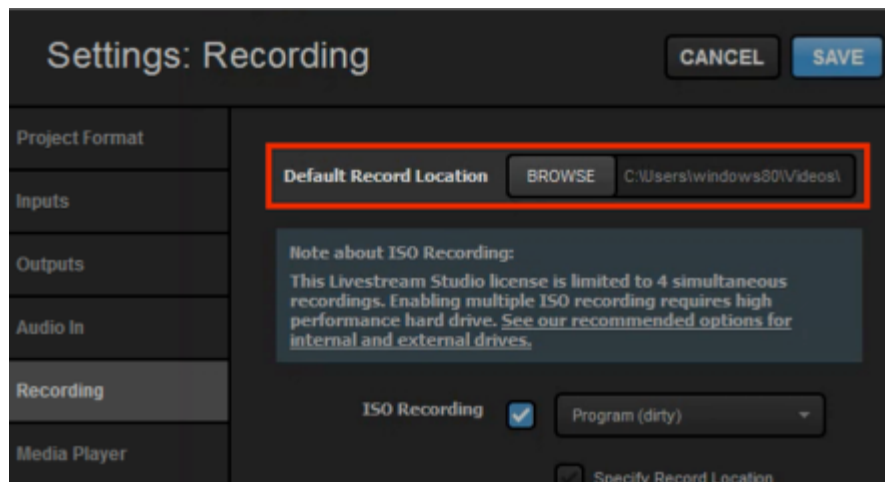 Settings: Recording
CANCEL
SAVE
Project Format
Inputs
Outputs
Audio In
Recording
Media Player
Default Record Location
BROWSE
C:\Users\windows80\Videos\
Note about ISO Recording:
This Livestream Studio license is limited to 4 simultaneous
recordings. Enabling multiple ISO recording requires high
performance hard drive. See our recommended options for
internal and external drives.
ISO Recording
Program (dirty)
Specify Record Location